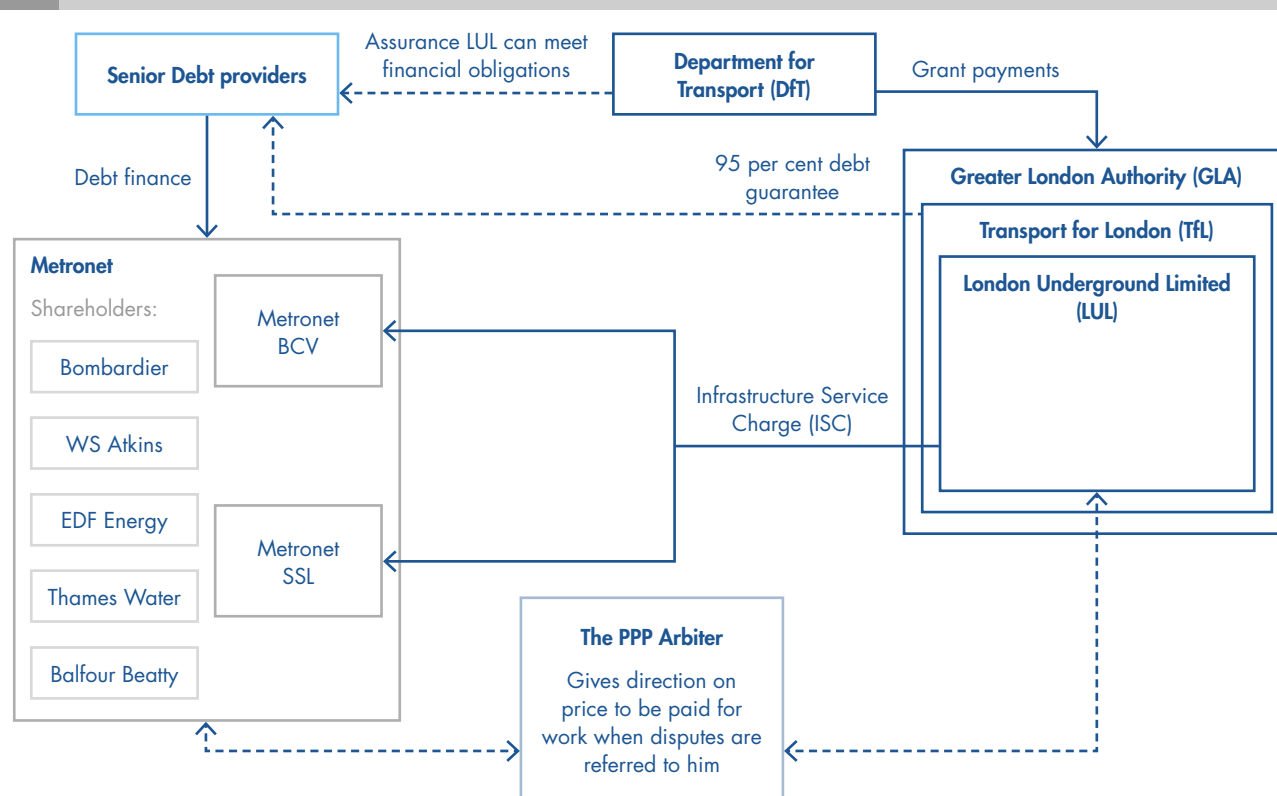 Senior Debt providers
Assurance LUL can meet
financial obligations
Department for
Transport (DfT)
Grant payments
Debt finance
95 per cent debt
guarantee
Greater London Authority (GLA)
Transport for London (TfL)
London Underground Limited
(LUL)
Metronet
Shareholders:
Bombardier
WS Atkins
EDF Energy
Thames Water
Balfour Beatty
Metronet
BCV
Metronet
SSL
Infrastructure Service
Charge (ISC)
The PPP Arbiter
Gives direction on
price to be paid for
work when disputes are
referred to him